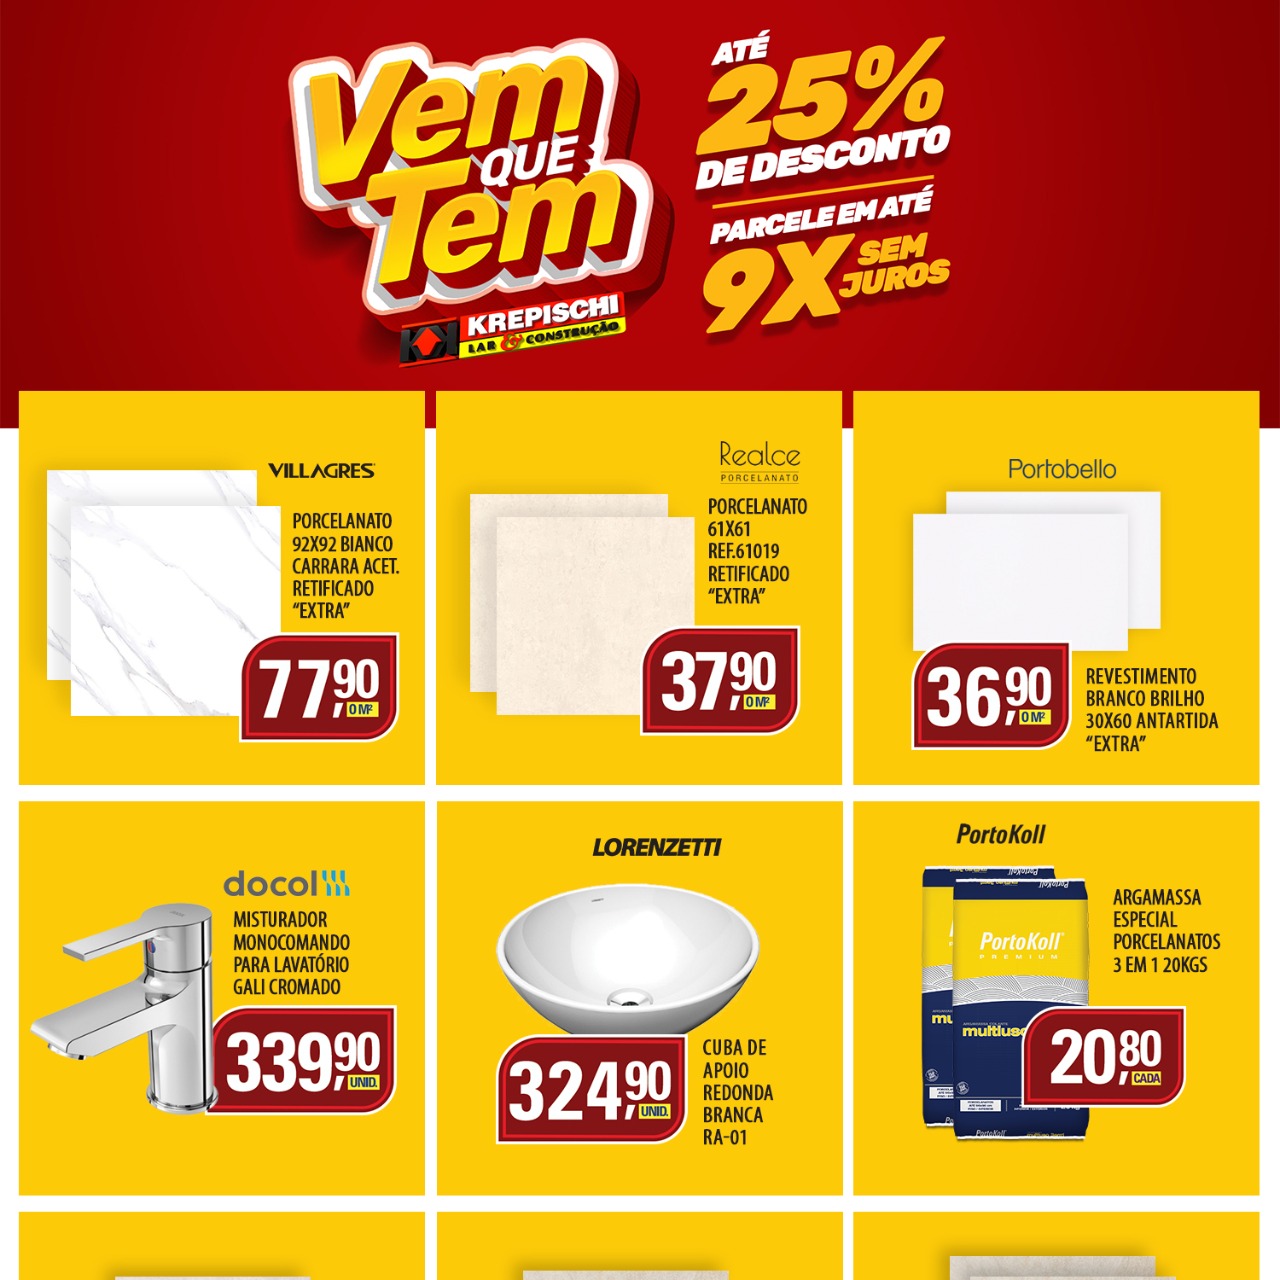 Vem
QUE
Tem
KREPISCHI
LAR & CONSTRUÇÃO
ATÉ
25%
DE DESCONTO
PARCELE EM ATÉ
9X SEM
JUROS
VILLAGRES
PORCELANATO
92X92 BIANCO
CARRARA ACET.
RETIFICADO
“EXTRA”
77,90
O M²
Realce
PORCELANATO
PORCELANATO
61X61
REF.61019
RETIFICADO
“EXTRA”
37,90
O M²
Portobello
36,90
O M²
REVESTIMENTO
BRANCO BRILHO
30X60 ANTARTIDA
“EXTRA”
docol
MISTURADOR
MONOCOMANDO
PARA LAVATÓRIO
GALI CROMADO
339,90
UNID.
LORENZETTI
324,90
UNID.
CUBA DE
APOIO
REDONDA
BRANCA
RA-01
PortoKoll
ARGAMASSA
ESPECIAL
PORCELANATOS
3 EM 1 20KGS
PortoKoll
PREMIUM
multiuso
20,80
CADA
PortoKoll